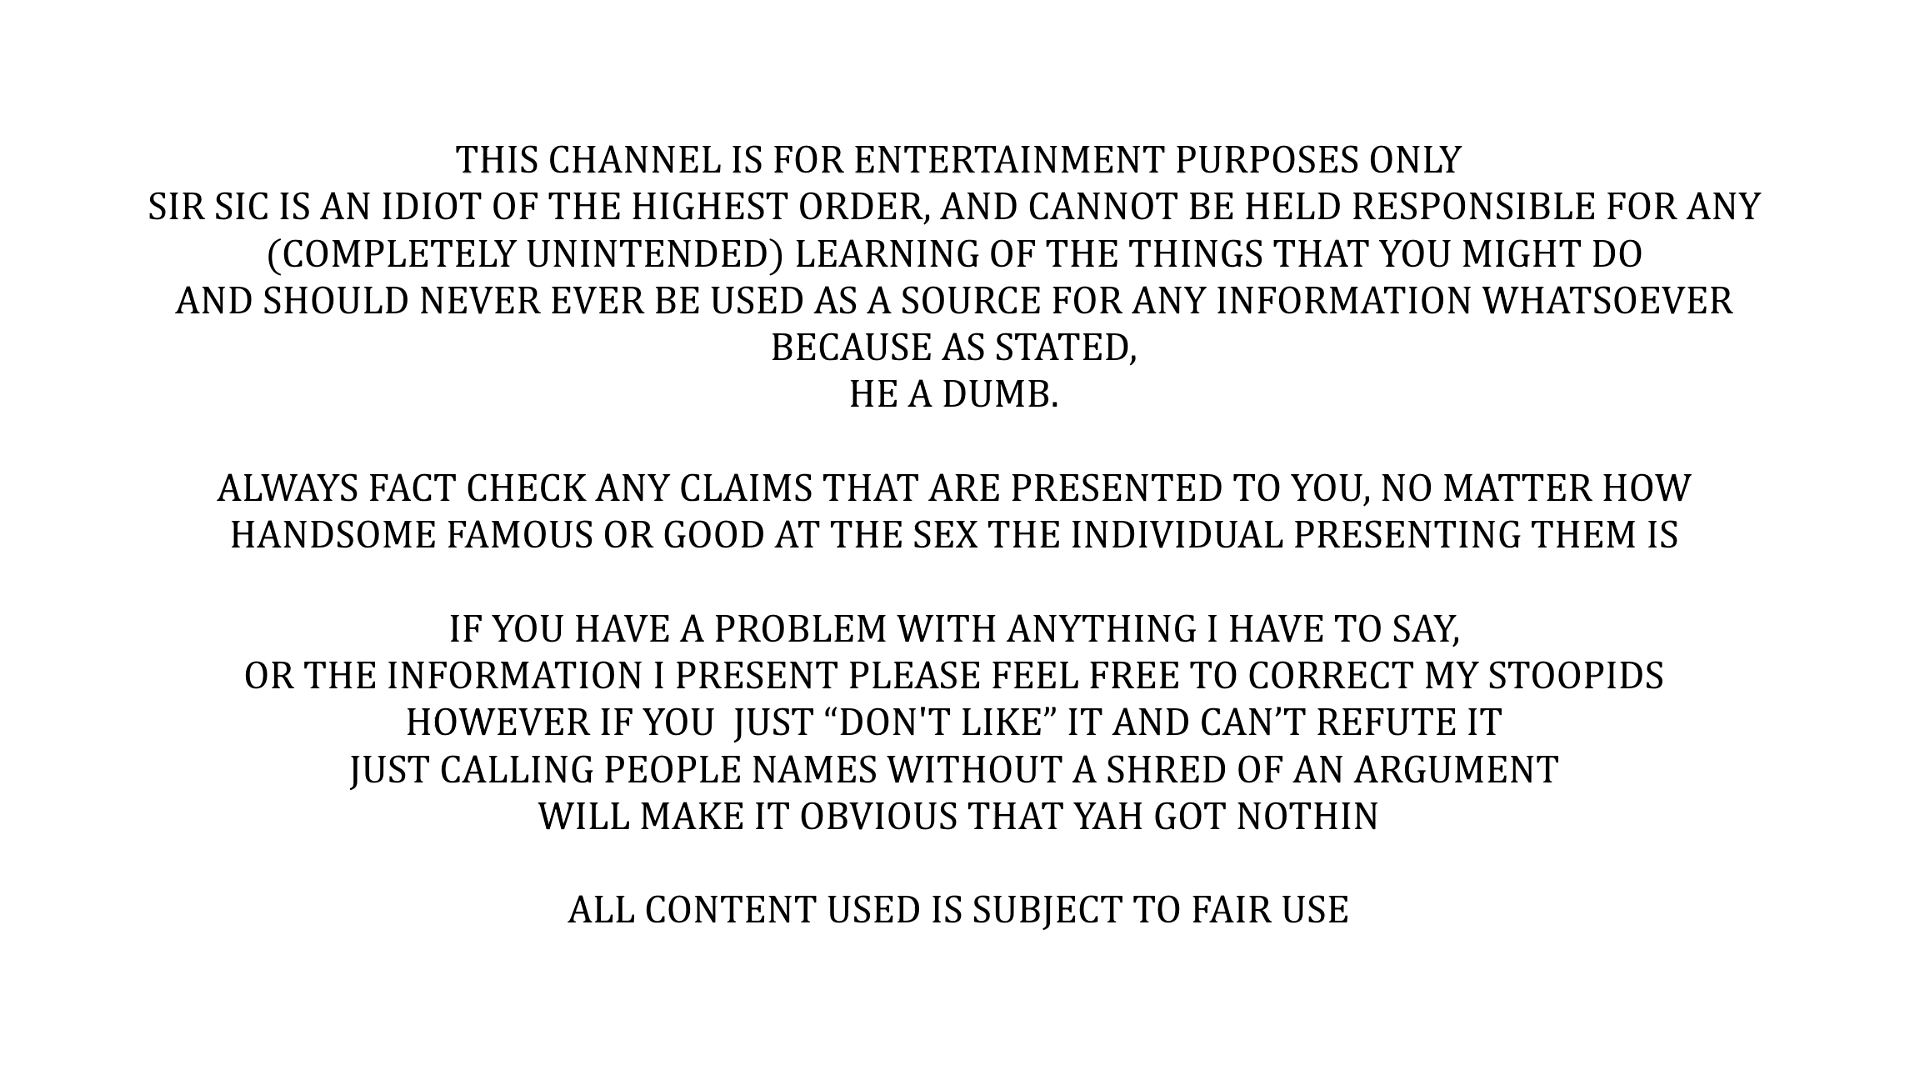 THIS CHANNEL IS FOR ENTERTAINMENT PURPOSES ONLY
SIR SIC IS AN IDIOT OF THE HIGHEST ORDER, AND CANNOT BE HELD RESPONSIBLE FOR ANY
(COMPLETELY UNINTENDED) LEARNING OF THE THINGS THAT YOU MIGHT DO
AND SHOULD NEVER EVER BE USED AS A SOURCE FOR ANY INFORMATION WHATSOEVER
BECAUSE AS STATED,
HE A DUMB.
ALWAYS FACT CHECK ANY CLAIMS THAT ARE PRESENTED TO YOU, NO MATTER HOW
HANDSOME FAMOUS OR GOOD AT THE SEX THE INDIVIDUAL PRESENTING THEM IS
IF YOU HAVE A PROBLEM WITH ANYTHING I HAVE TO SAY,
OR THE INFORMATION I PRESENT PLEASE FEEL FREE TO CORRECT MY STOOPIDS
HOWEVER IF YOU  JUST “DON'T LIKE” IT AND CAN’T REFUTE IT
JUST CALLING PEOPLE NAMES WITHOUT A SHRED OF AN ARGUMENT
WILL MAKE IT OBVIOUS THAT YAH GOT NOTHIN
ALL CONTENT USED IS SUBJECT TO FAIR USE